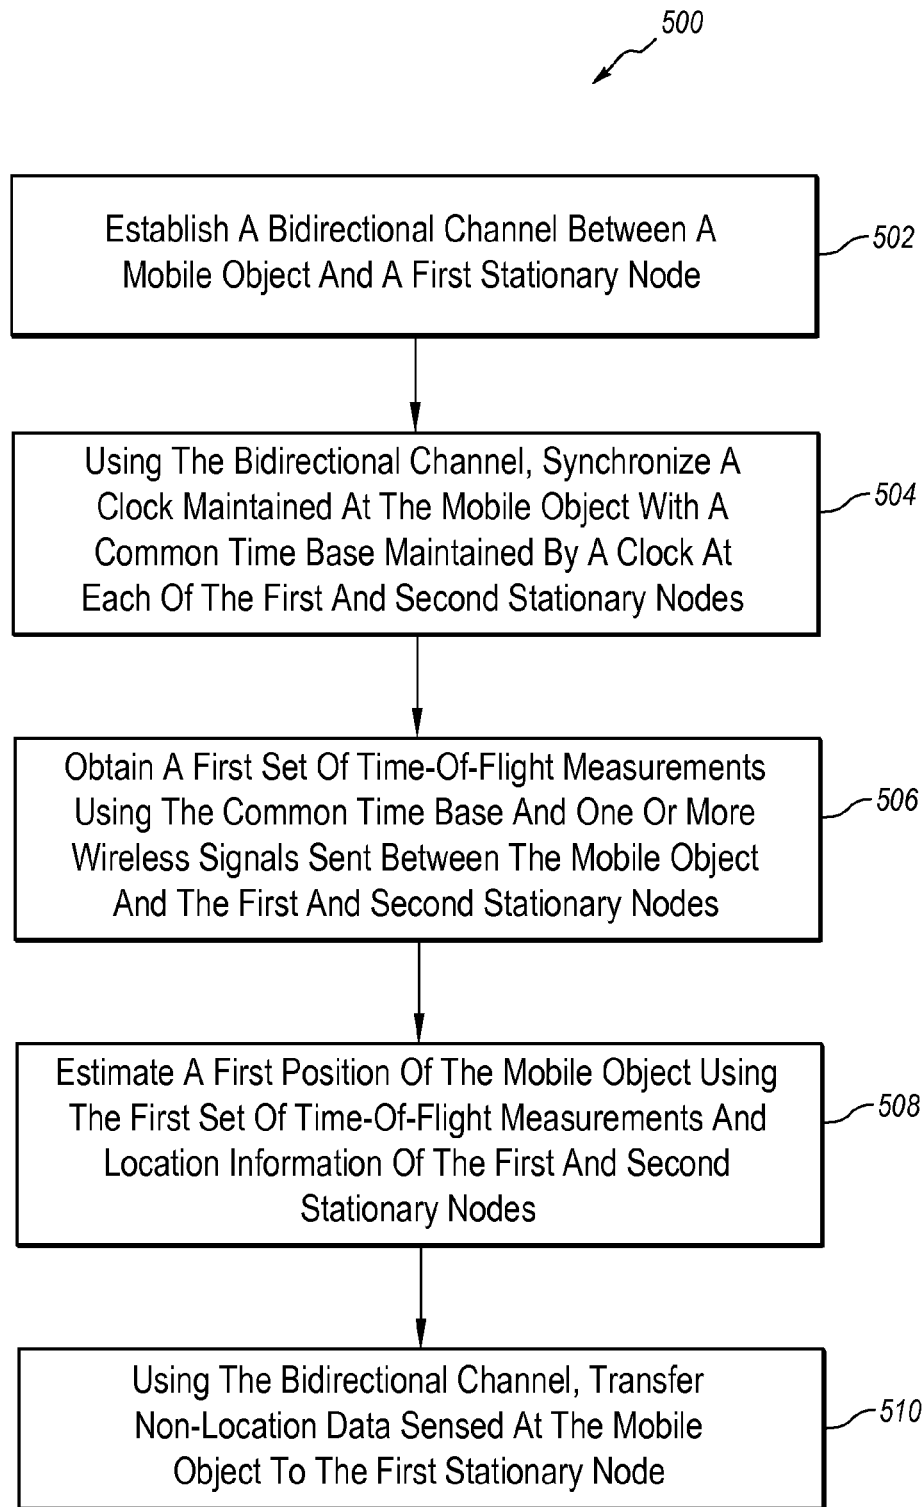 500
Establish A Bidirectional Channel Between A
Mobile Object And A First Stationary Node
502
Using The Bidirectional Channel, Synchronize A
Clock Maintained At The Mobile Object With A
Common Time Base Maintained By A Clock At
Each Of The First And Second Stationary Nodes
504
Obtain A First Set Of Time-Of-Flight Measurements
Using The Common Time Base And One Or More
Wireless Signals Sent Between The Mobile Object
And The First And Second Stationary Nodes
506
Estimate A First Position Of The Mobile Object Using
The First Set Of Time-Of-Flight Measurements And
Location Information Of The First And Second
Stationary Nodes
508
Using The Bidirectional Channel, Transfer
Non-Location Data Sensed At The Mobile
Object To The First Stationary Node
510